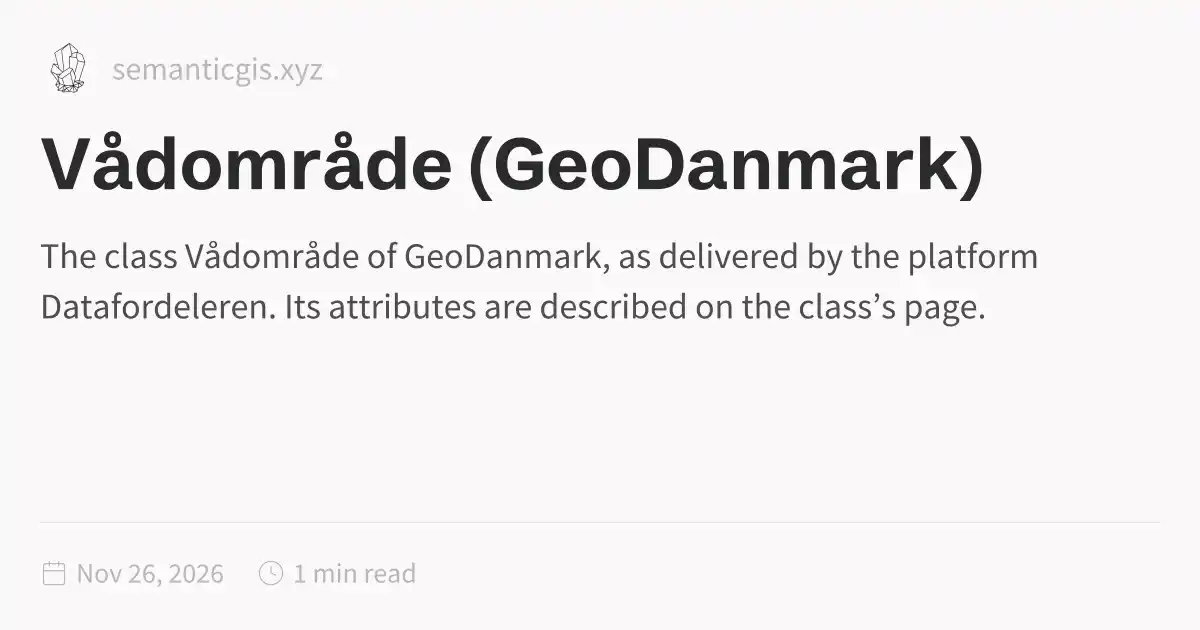 semanticgis.xyz
Vådområde (GeoDanmark)
The class Vådområde of GeoDanmark, as delivered by the platform
Datafordeleren. Its attributes are described on the class’s page.
Nov 26, 2026 1 min read